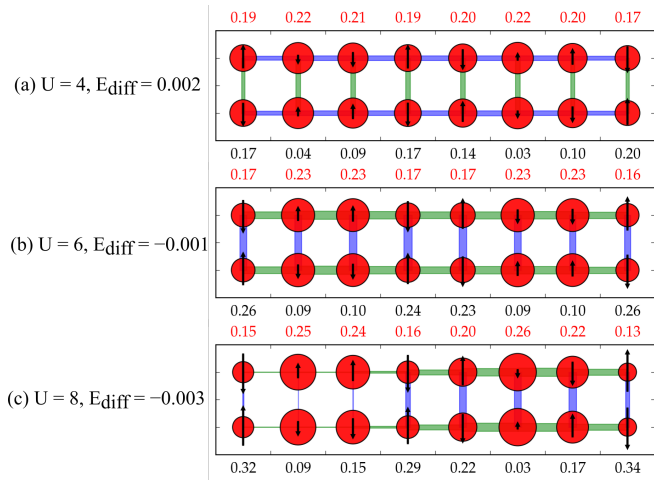 0.19 0.22 0.21 0.19 0.20 0.22 0.20 0.17
(a) U = 4, Ediff = 0.002
0.17 0.04 0.09 0.17 0.14 0.03 0.10 0.20
0.17 0.23 0.23 0.17 0.17 0.23 0.23 0.16
(b) U = 6, Ediff = −0.001
0.26 0.09 0.10 0.24 0.23 0.09 0.10 0.26
0.15 0.25 0.24 0.16 0.20 0.26 0.22 0.13
(c) U = 8, Ediff = −0.003
0.32 0.09 0.15 0.29 0.22 0.03 0.17 0.34